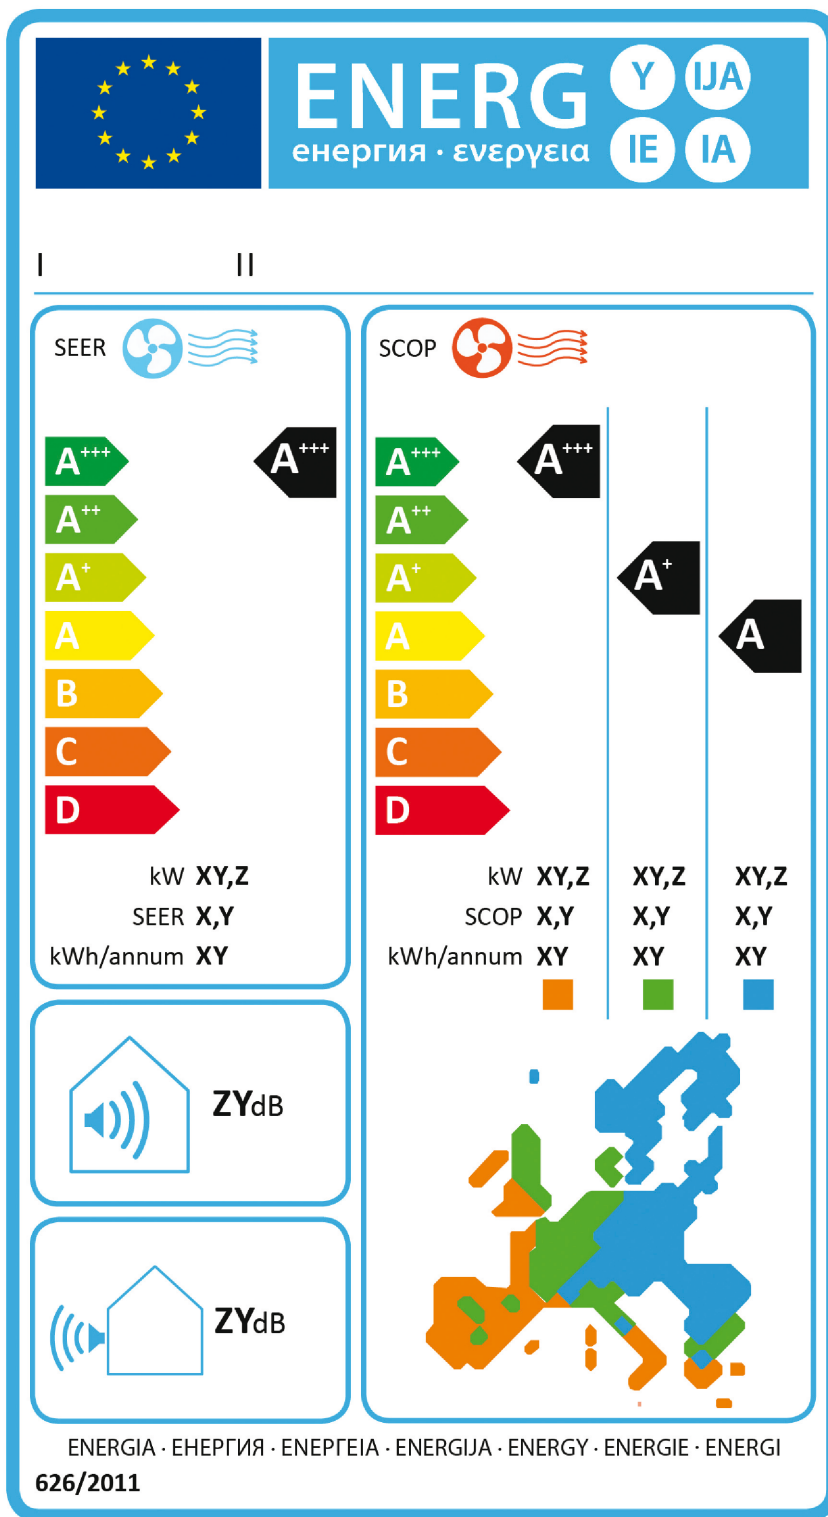 ENERG Y IJA
енергия · ενεργεια IE IA
I II
SEER
A+++
A++
A+
A
B
C
D
A+++
kW XY,Z
SEER X,Y
kWh/annum XY
SCOP
A+++
A++
A+
A
B
C
D
A+++
A+
A
kW XY,Z XY,Z XY,Z
SCOP X,Y X,Y X,Y
kWh/annum XY XY XY
ZYdB
ZYdB
ENERGIA · ЕНЕРГИЯ · ΕΝΕΡΓΕΙΑ · ENERGIJA · ENERGY · ENERGIE · ENERGI
626/2011